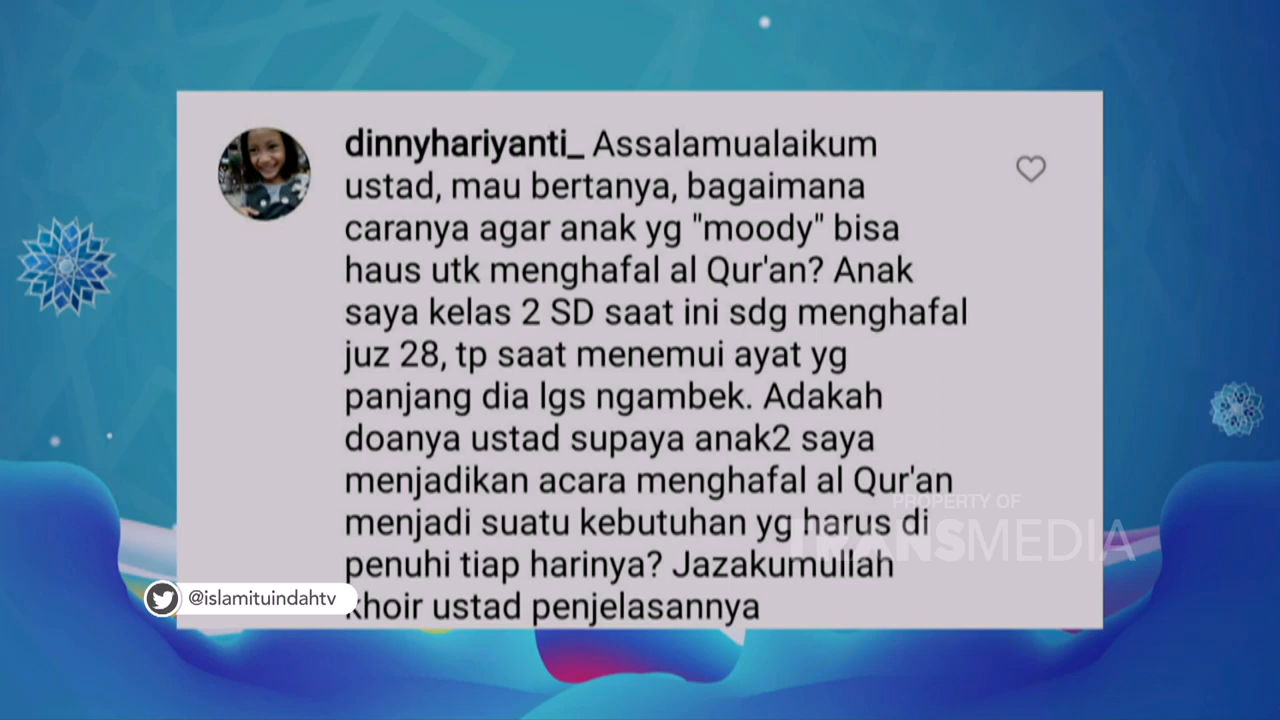 dinnyhariyanti_ Assalamualaikum
ustad, mau bertanya, bagaimana
caranya agar anak yg "moody" bisa
haus utk menghafal al Qur'an? Anak
saya kelas 2 SD saat ini sdg menghafal
juz 28, tp saat menemui ayat yg
panjang dia lgs ngambek. Adakah
doanya ustad supaya anak2 saya
menjadikan acara menghafal al Qur'an
menjadi suatu kebutuhan yg harus di
penuhi tiap harinya? Jazakumullah
khoir ustad penjelasannya
PROPERTY OF
TRANSMEDIA
@islamituindahtv